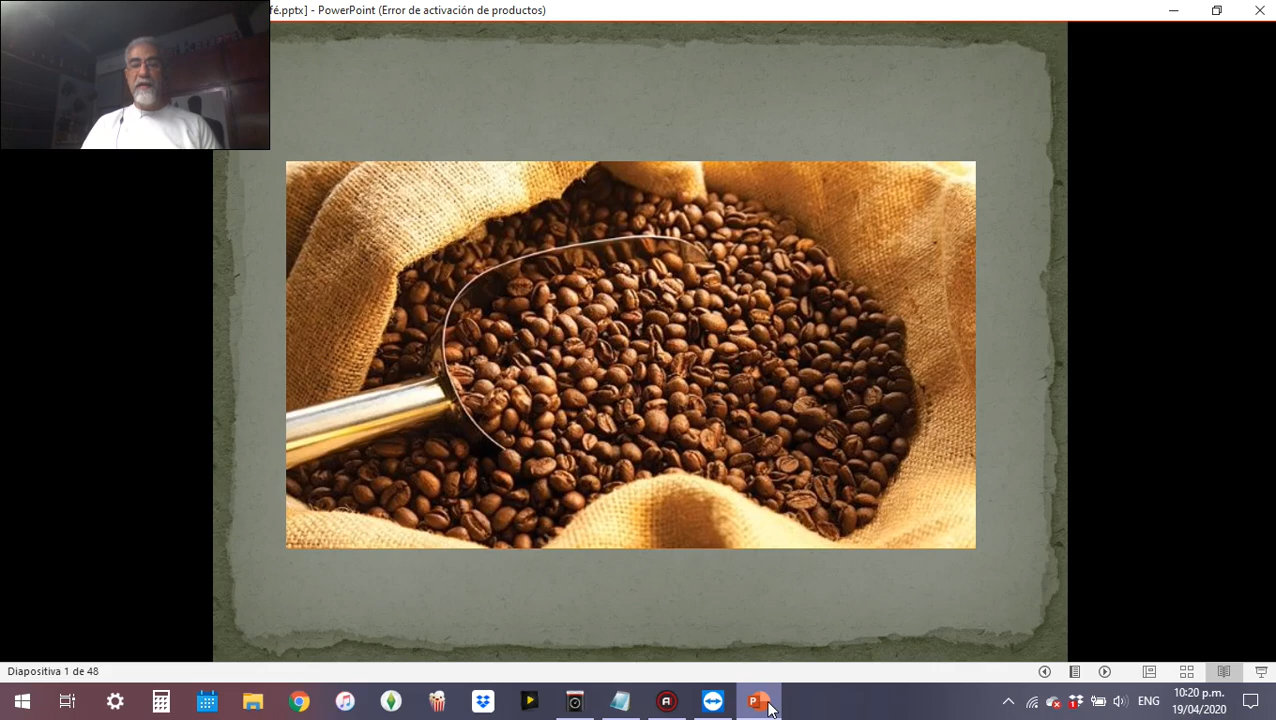 fé.pptx] - PowerPoint (Error de activación de productos)
Diapositiva 1 de 48
ENG
10:20 p.m.
19/04/2020